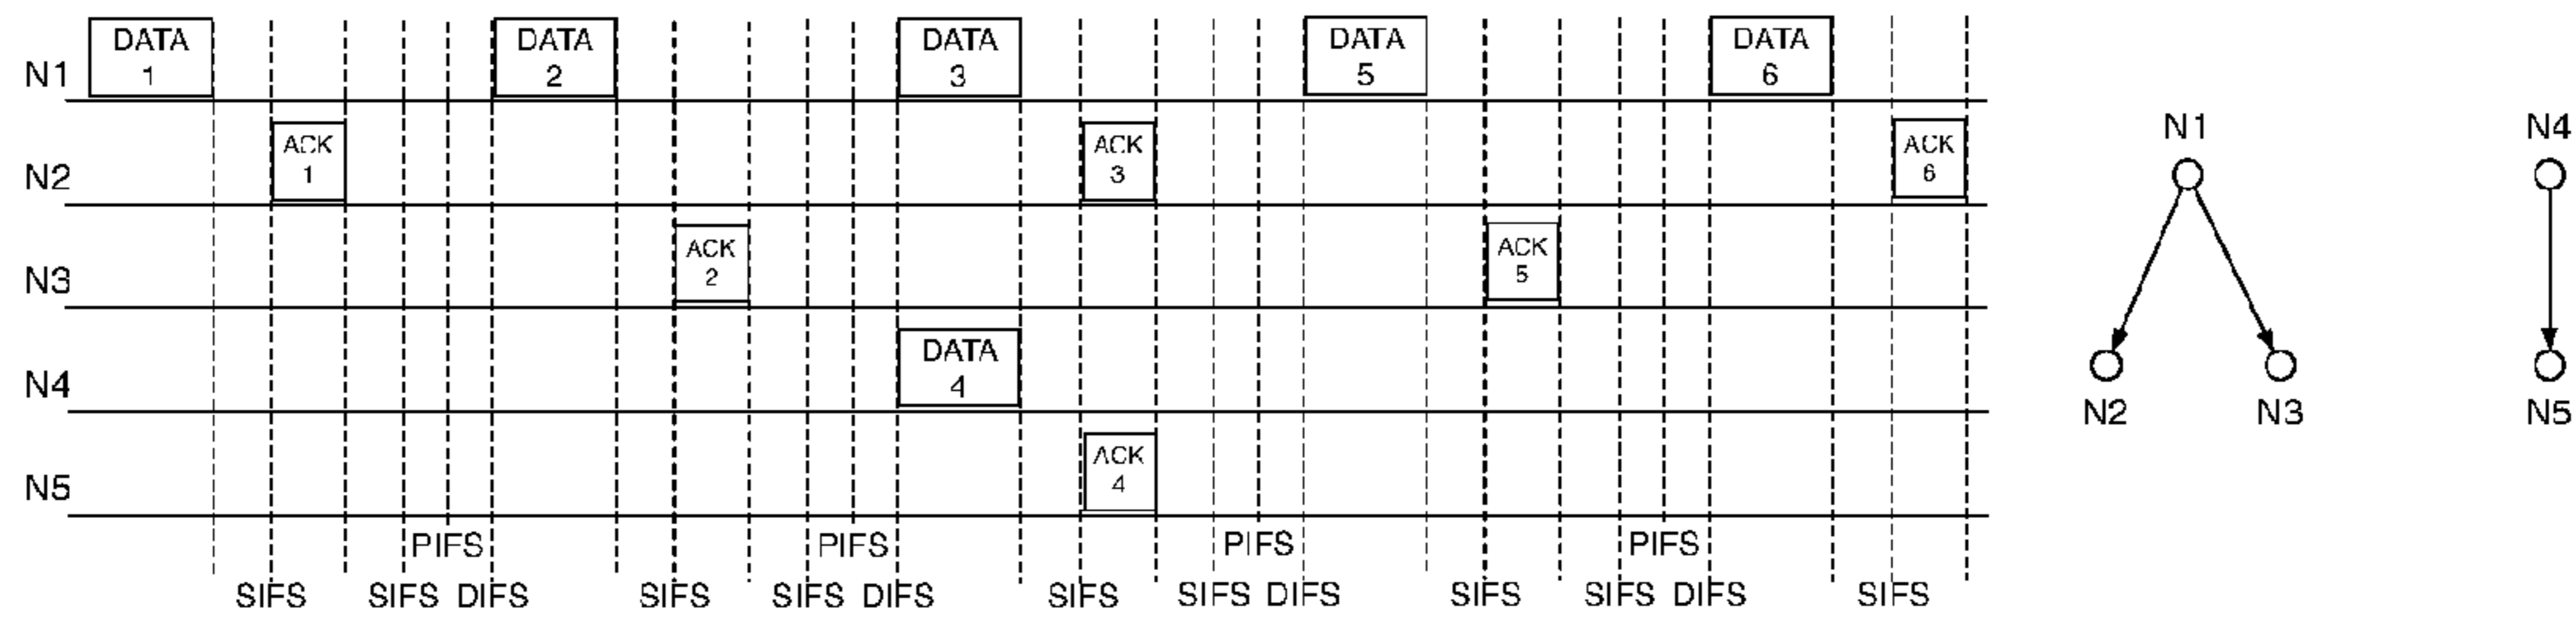 N1
DATA
1
DATA
2
DATA
3
DATA
5
DATA
6
N2
ACK
1
ACK
3
ACK
6
N3
ACK
2
ACK
5
N4
DATA
4
N5
ACK
4
PIFS PIFS PIFS PIFS
SIFS SIFS DIFS SIFS SIFS DIFS SIFS SIFS DIFS SIFS SIFS DIFS SIFS
N1 N4
N2 N3 N5